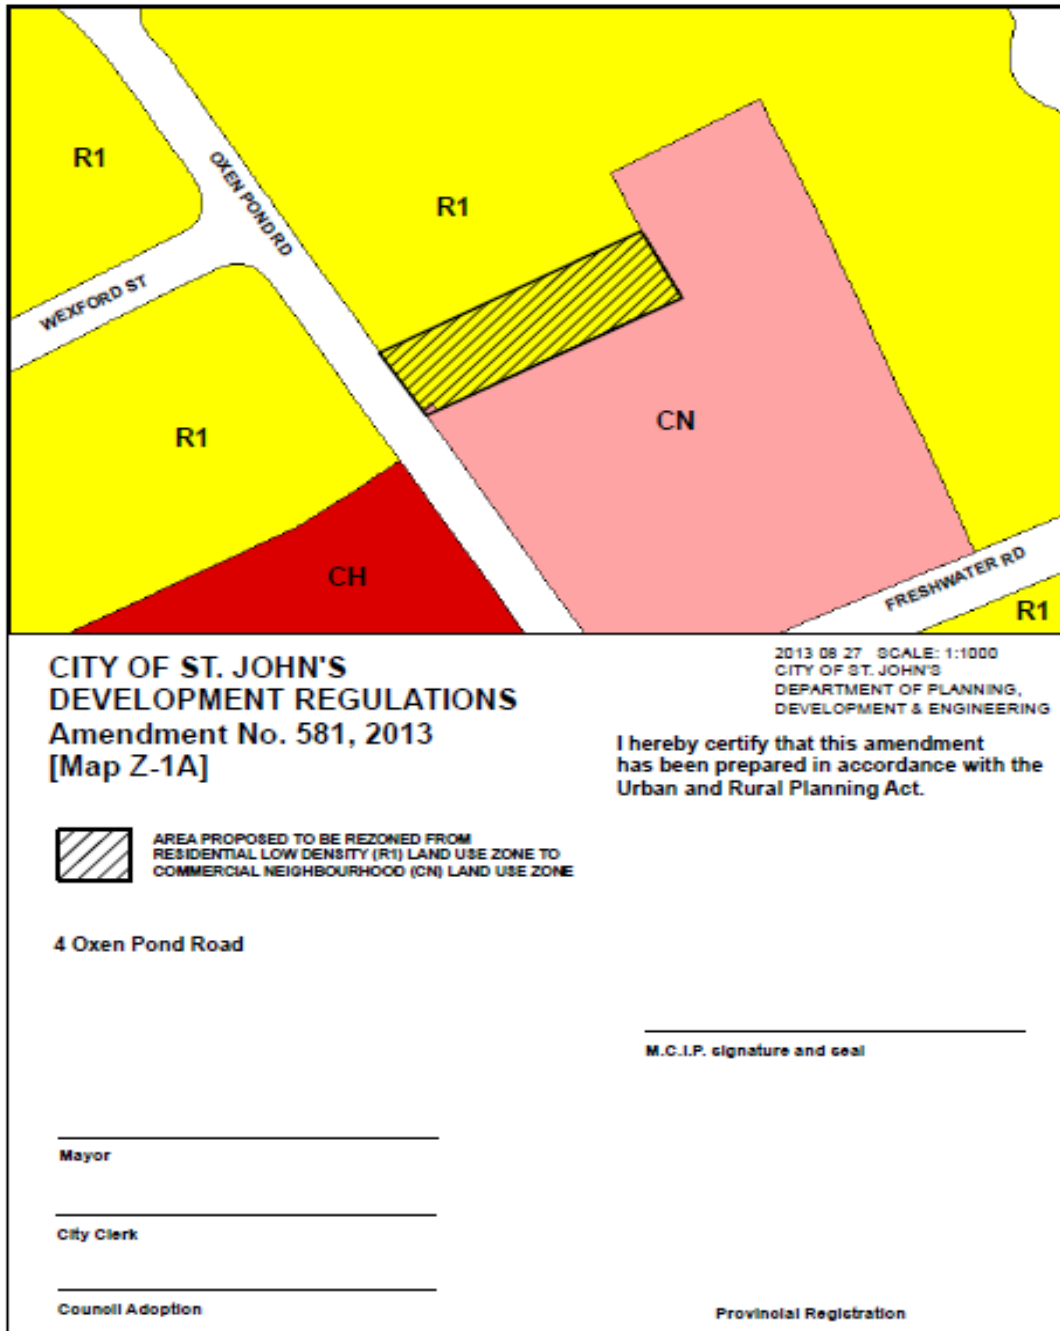 R1
OXEN POND RD
R1
WEXFORD ST
R1
CN
CH
FRESHWATER RD
R1
CITY OF ST. JOHN'S
DEVELOPMENT REGULATIONS
Amendment No. 581, 2013
[Map Z-1A]
2013 08 27 SCALE: 1:1000
CITY OF ST. JOHN'S
DEPARTMENT OF PLANNING,
DEVELOPMENT & ENGINEERING
I hereby certify that this amendment
has been prepared in accordance with the
Urban and Rural Planning Act.
AREA PROPOSED TO BE REZONED FROM
RESIDENTIAL LOW DENSITY (R1) LAND USE ZONE TO
COMMERCIAL NEIGHBOURHOOD (CN) LAND USE ZONE
4 Oxen Pond Road
M.C.I.P. signature and seal
Mayor
City Clerk
Council Adoption
Provincial Registration